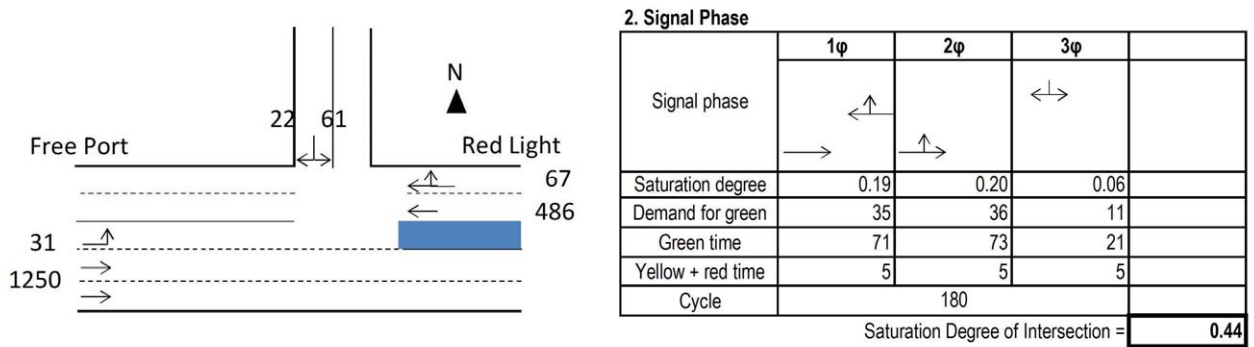 N
22 61
Free Port Red Light
67
486
31
1250
2. Signal Phase
1φ 2φ 3φ
Signal phase
Saturation degree 0.19 0.20 0.06
Demand for green 35 36 11
Green time 71 73 21
Yellow + red time 5 5 5
Cycle 180
Saturation Degree of Intersection = 0.44